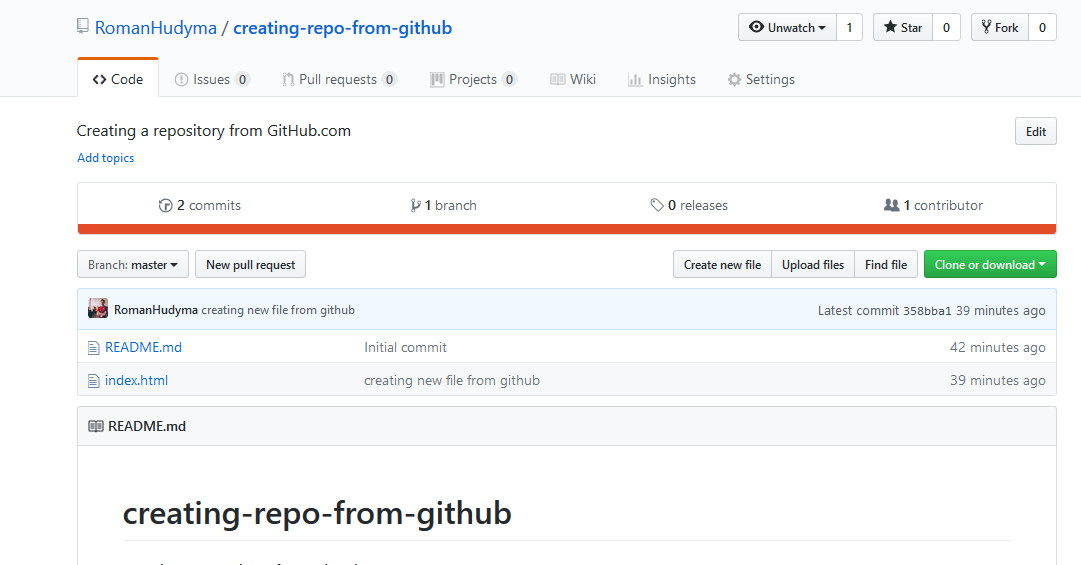 RomanHudyma / creating-repo-from-github Unwatch 1 Star 0 Fork 0
Code Issues 0 Pull requests 0 Projects 0 Wiki Insights Settings
Creating a repository from GitHub.com Edit
Add topics
2 commits 1 branch 0 releases 1 contributor
Branch: master New pull request Create new file Upload files Find file Clone or download
RomanHudyma creating new file from github Latest commit 358bba1 39 minutes ago
README.md Initial commit 42 minutes ago
index.html creating new file from github 39 minutes ago
README.md
creating-repo-from-github